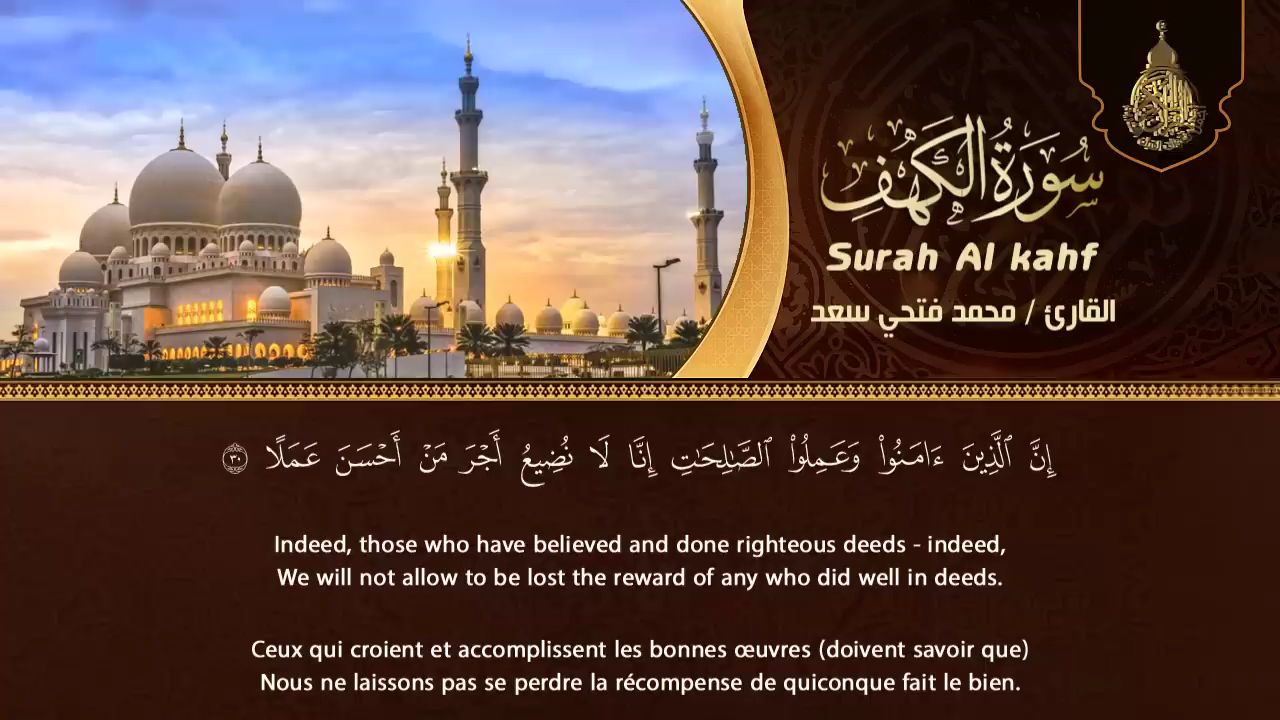 سُورَةُ الْكَهْفِ
Surah Al kahf
القارئ / محمد فتحي سعد
إِنَّ ٱلَّذِينَ ءَامَنُوا۟ وَعَمِلُوا۟ ٱلصَّـٰلِحَـٰتِ إِنَّا لَا نُضِيعُ أَجْرَ مَنْ أَحْسَنَ عَمَلًا ٣٠
Indeed, those who have believed and done righteous deeds - indeed,
We will not allow to be lost the reward of any who did well in deeds.
Ceux qui croient et accomplissent les bonnes œuvres (doivent savoir que)
Nous ne laissons pas se perdre la récompense de quiconque fait le bien.